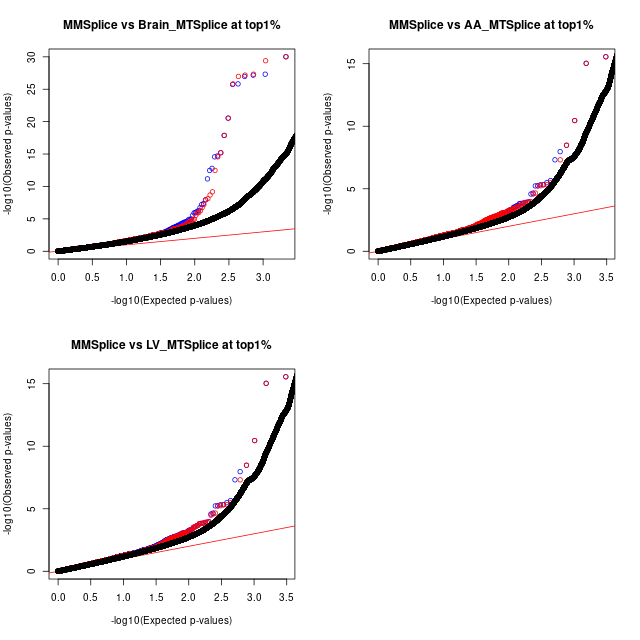 MMSplice vs Brain_MTSplice at top1%
-log10(Observed p-values)
30
25
20
15
10
5
0
0.0 0.5 1.0 1.5 2.0 2.5 3.0
-log10(Expected p-values)
MMSplice vs AA_MTSplice at top1%
-log10(Observed p-values)
15
10
5
0
0.0 0.5 1.0 1.5 2.0 2.5 3.0 3.5
-log10(Expected p-values)
MMSplice vs LV_MTSplice at top1%
-log10(Observed p-values)
15
10
5
0
0.0 0.5 1.0 1.5 2.0 2.5 3.0 3.5
-log10(Expected p-values)